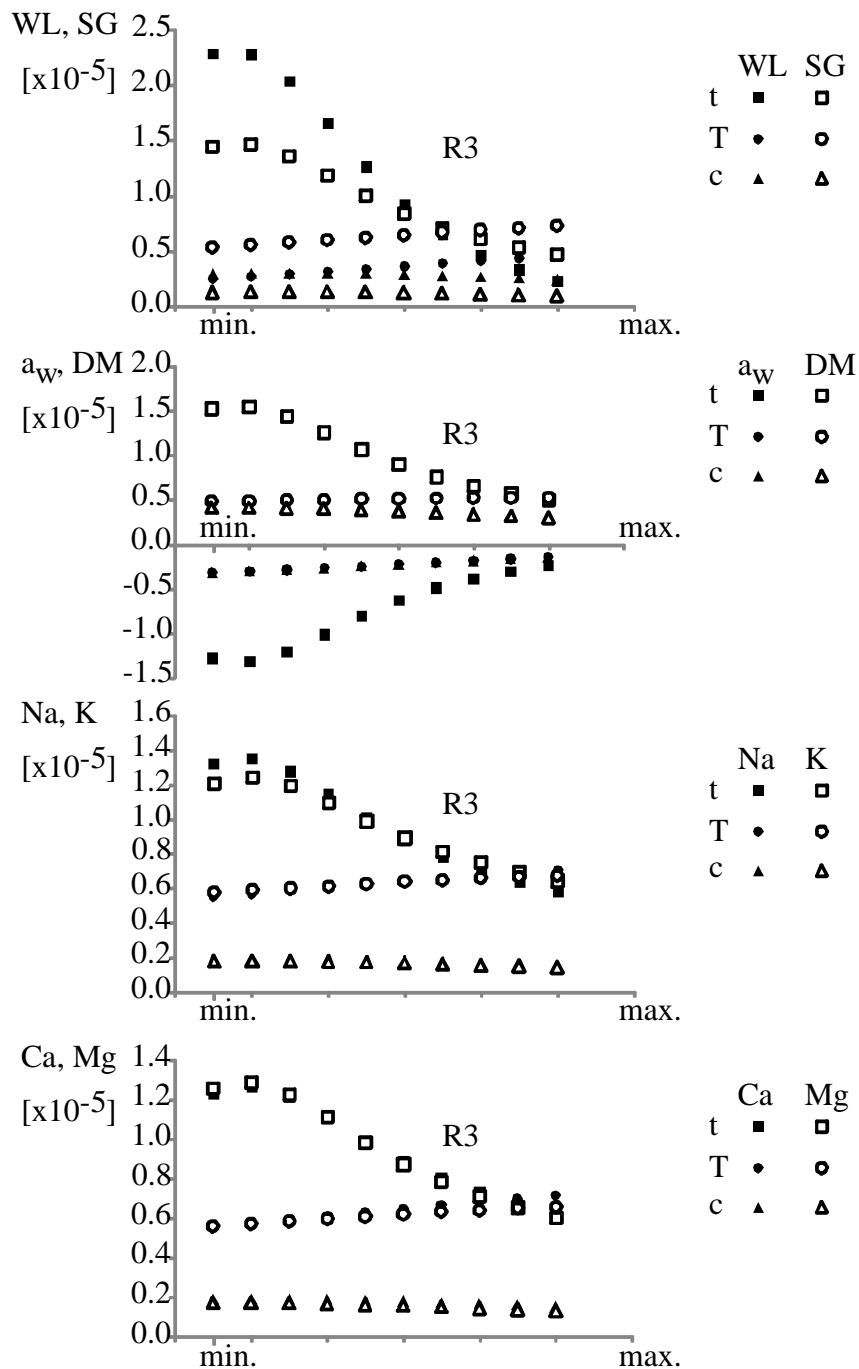 WL, SG
[x10-5]
2.5
2.0
1.5
1.0
0.5
0.0
min.
max.
R3
WL SG
t
T
c
aw, DM
[x10-5]
2.0
1.5
1.0
0.5
0.0
-0.5
-1.0
-1.5
min.
max.
R3
aw DM
t
T
c
Na, K
[x10-5]
1.6
1.4
1.2
1.0
0.8
0.6
0.4
0.2
0.0
min.
max.
R3
Na K
t
T
c
Ca, Mg
[x10-5]
1.4
1.2
1.0
0.8
0.6
0.4
0.2
0.0
min.
max.
R3
Ca Mg
t
T
c